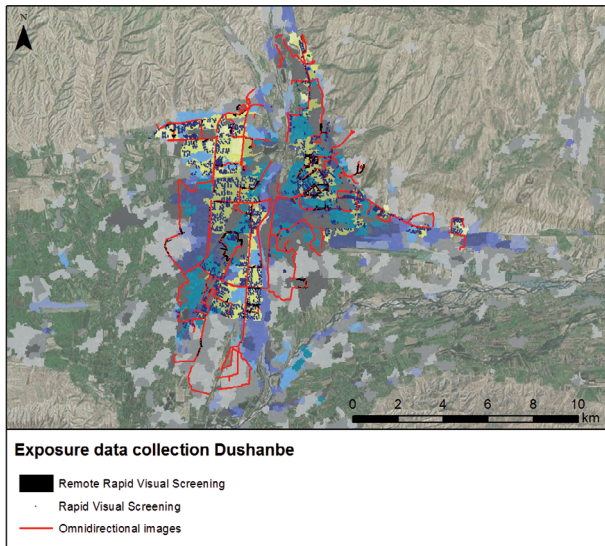 N
0 2 4 6 8 10
km
Exposure data collection Dushanbe
Remote Rapid Visual Screening
Rapid Visual Screening
Omnidirectional images